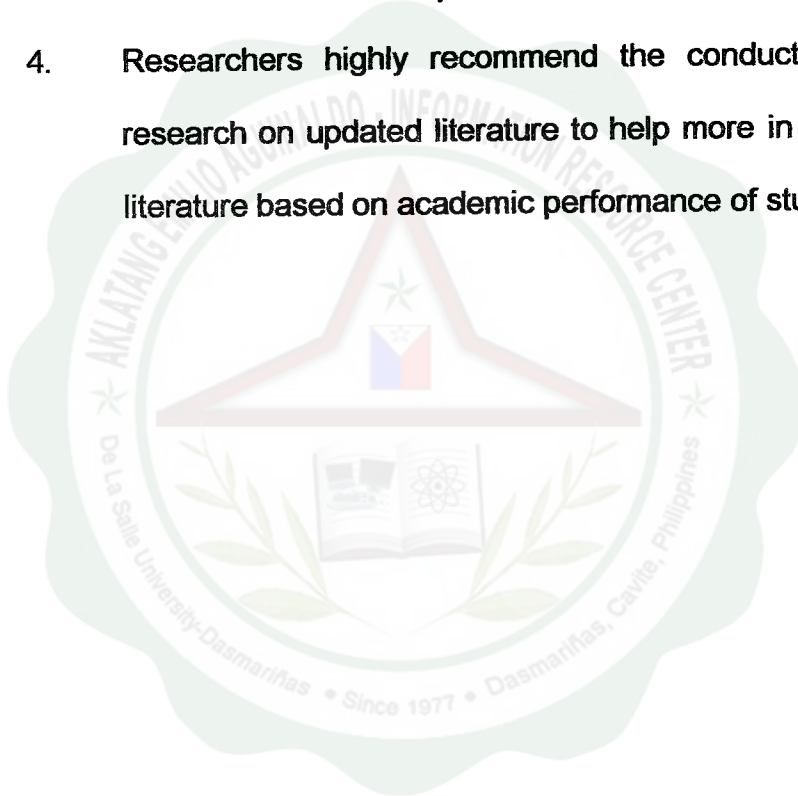 4. Researchers highly recommend the conduct
research on updated literature to help more in
literature based on academic performance of stu
AKLATANG EMILIO AGUINALDO - INFORMATION RESOURCE CENTER
De La Salle University-Dasmariñas • Since 1977 • Dasmariñas, Cavite, Philippines